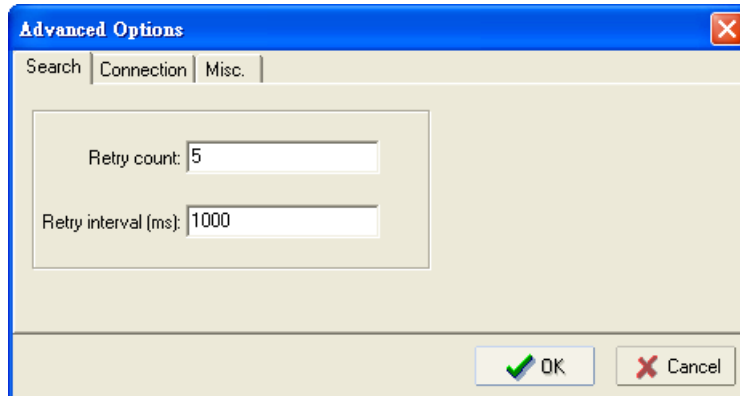 Advanced Options
Search Connection Misc.
Retry count: 5
Retry interval (ms): 1000
OK Cancel